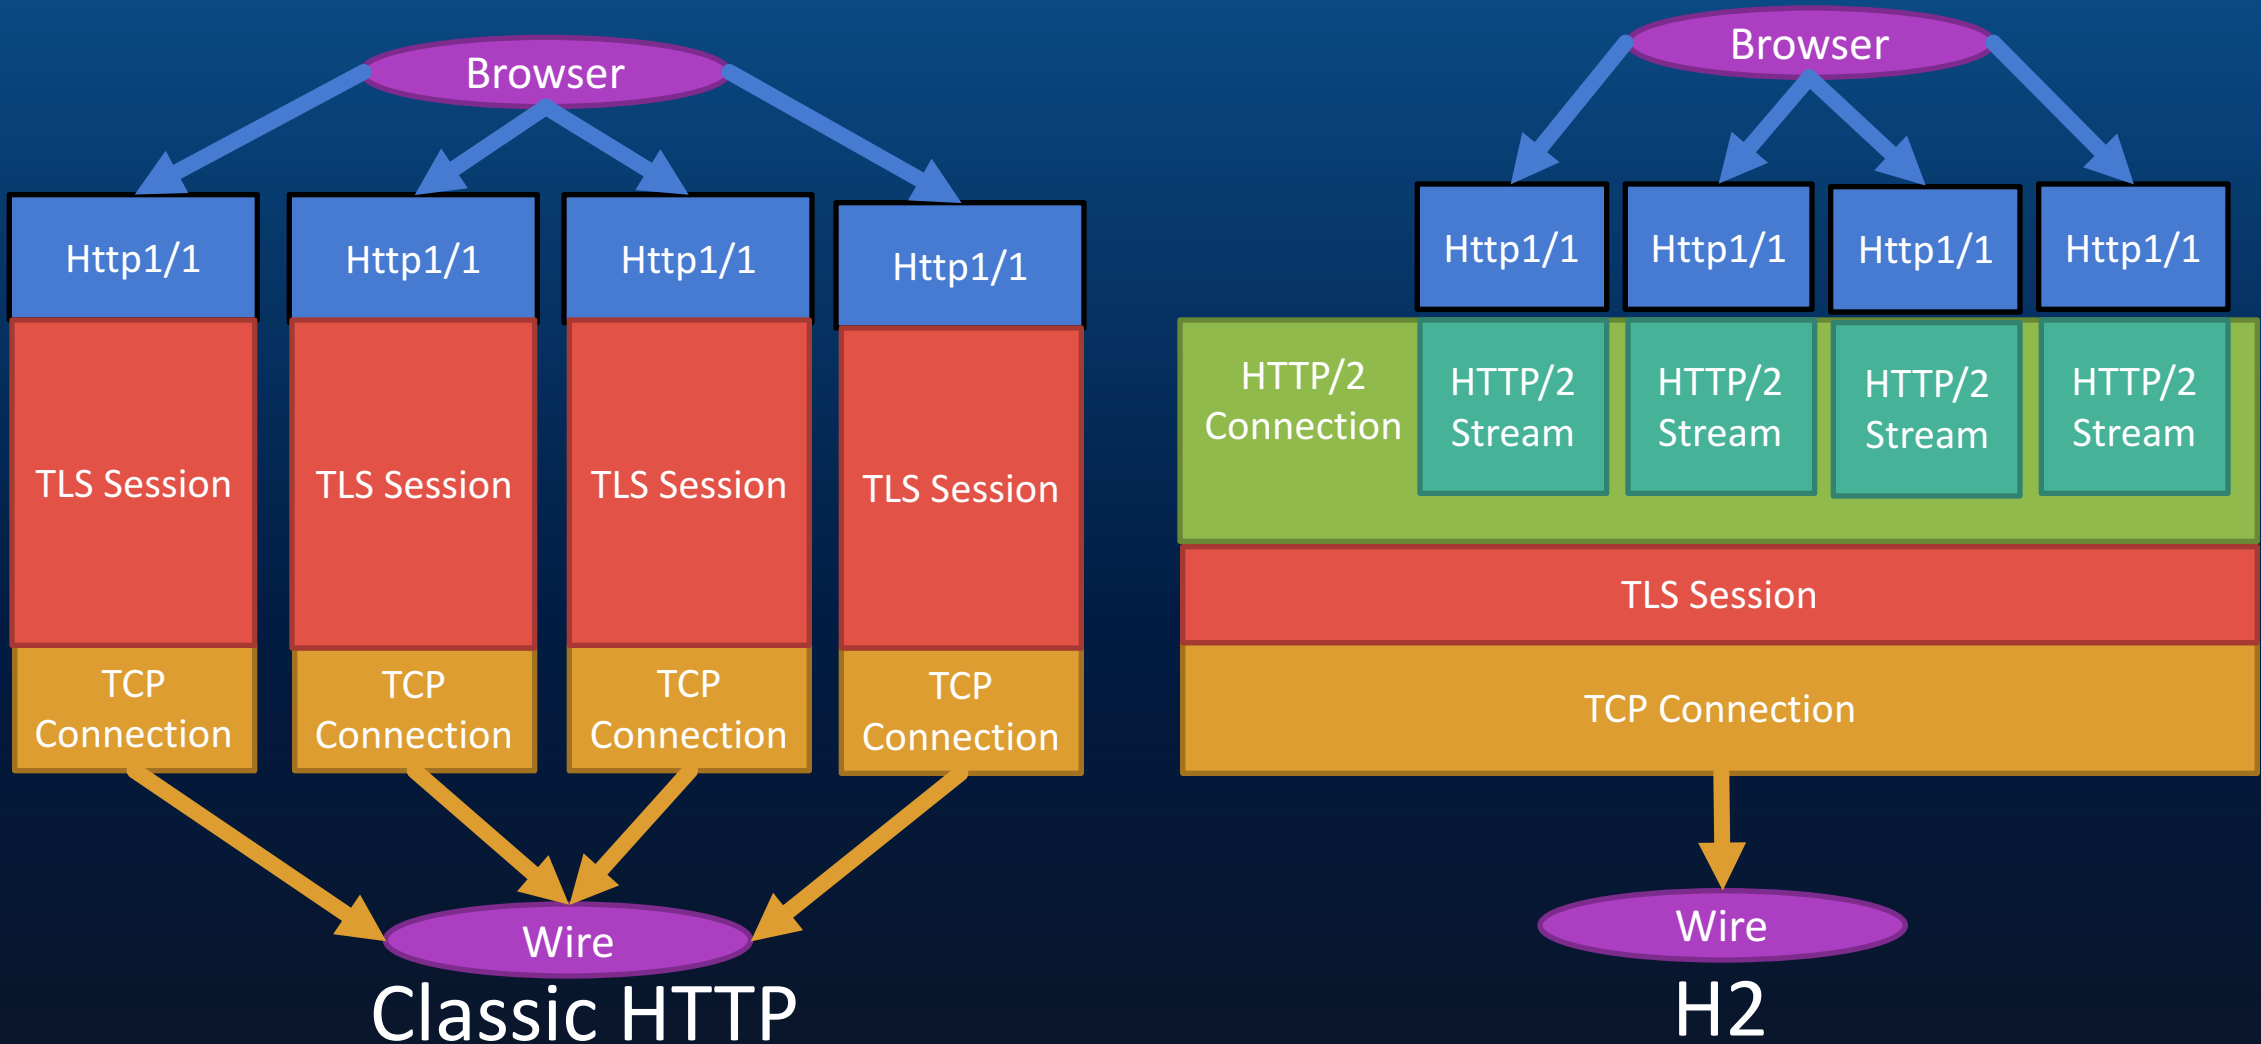 Browser
Http1/1
Http1/1
Http1/1
Http1/1
TLS Session
TLS Session
TLS Session
TLS Session
TCP
Connection
TCP
Connection
TCP
Connection
TCP
Connection
Wire
Classic HTTP
Browser
Http1/1
Http1/1
Http1/1
Http1/1
HTTP/2
Connection
HTTP/2
Stream
HTTP/2
Stream
HTTP/2
Stream
HTTP/2
Stream
TLS Session
TCP Connection
Wire
H2